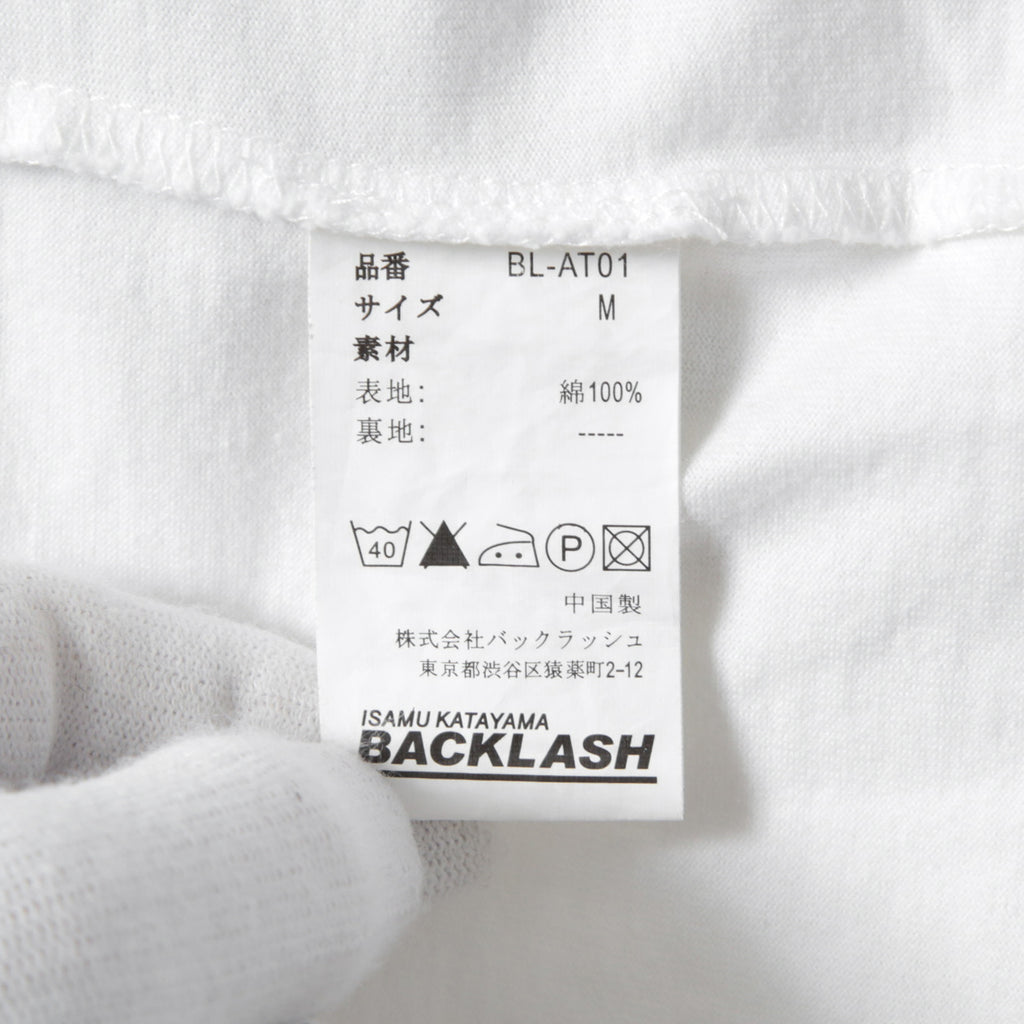 品番 BL-AT01
サイズ M
素材
表地: 綿100%
裏地: -----
40 P
中国製
株式会社バックラッシュ
東京都渋谷区猿薬町2-12
ISAMU KATAYAMA
BACKLASH